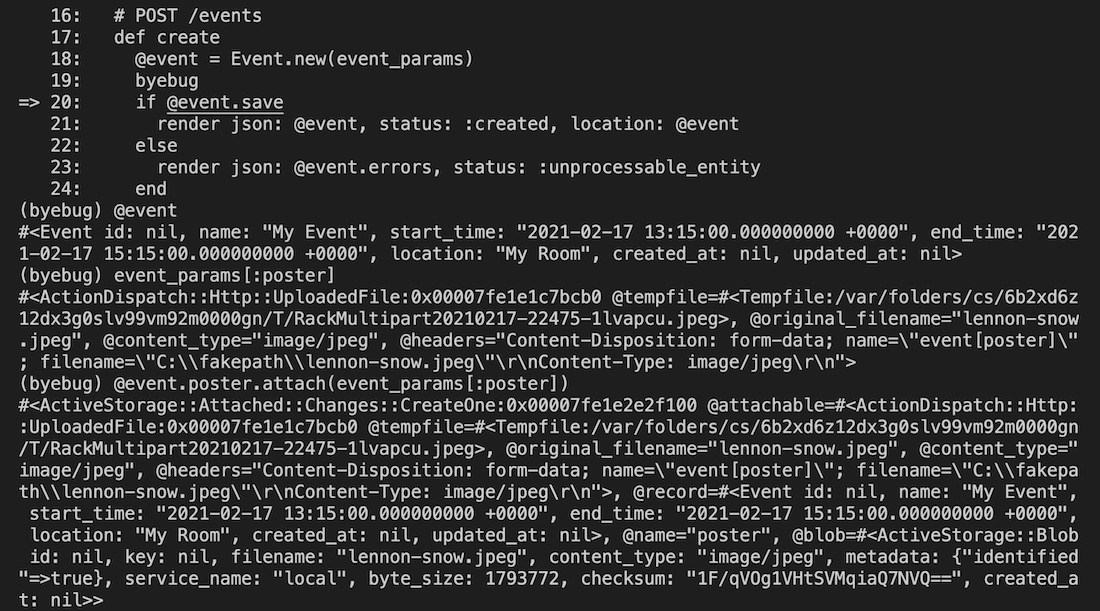 16:   # POST /events
17:   def create
18:     @event = Event.new(event_params)
19:     byebug
=> 20:     if @event.save
21:       render json: @event, status: :created, location: @event
22:     else
23:       render json: @event.errors, status: :unprocessable_entity
24:     end
(byebug) @event
#<Event id: nil, name: "My Event", start_time: "2021-02-17 13:15:00.000000000 +0000", end_time: "202
1-02-17 15:15:00.000000000 +0000", location: "My Room", created_at: nil, updated_at: nil>
(byebug) event_params[:poster]
#<ActionDispatch::Http::UploadedFile:0x00007fe1e1c7bcb0 @tempfile=#<Tempfile:/var/folders/cs/6b2xd6z
12dx3g0slv99vm92m0000gn/T/RackMultipart20210217-22475-1lvapcu.jpeg>, @original_filename="lennon-snow
.jpeg", @content_type="image/jpeg", @headers="Content-Disposition: form-data; name=\"event[poster]\"
; filename=\"C:\\fakepath\\lennon-snow.jpeg\"\r\nContent-Type: image/jpeg\r\n">
(byebug) @event.poster.attach(event_params[:poster])
#<ActiveStorage::Attached::Changes::CreateOne:0x00007fe1e2e2f100 @attachable=#<ActionDispatch::Http:
:UploadedFile:0x00007fe1e1c7bcb0 @tempfile=#<Tempfile:/var/folders/cs/6b2xd6z12dx3g0slv99vm92m0000gn
/T/RackMultipart20210217-22475-1lvapcu.jpeg>, @original_filename="lennon-snow.jpeg", @content_type="
image/jpeg", @headers="Content-Disposition: form-data; name=\"event[poster]\"; filename=\"C:\\fakepa
th\\lennon-snow.jpeg\"\r\nContent-Type: image/jpeg\r\n">, @record=#<Event id: nil, name: "My Event",
start_time: "2021-02-17 13:15:00.000000000 +0000", end_time: "2021-02-17 15:15:00.000000000 +0000",
location: "My Room", created_at: nil, updated_at: nil>, @name="poster", @blob=#<ActiveStorage::Blob
id: nil, key: nil, filename: "lennon-snow.jpeg", content_type: "image/jpeg", metadata: {"identified
"=>true}, service_name: "local", byte_size: 1793772, checksum: "1F/qVOg1VHtSVMqiaQ7NVQ==", created_a
t: nil>>